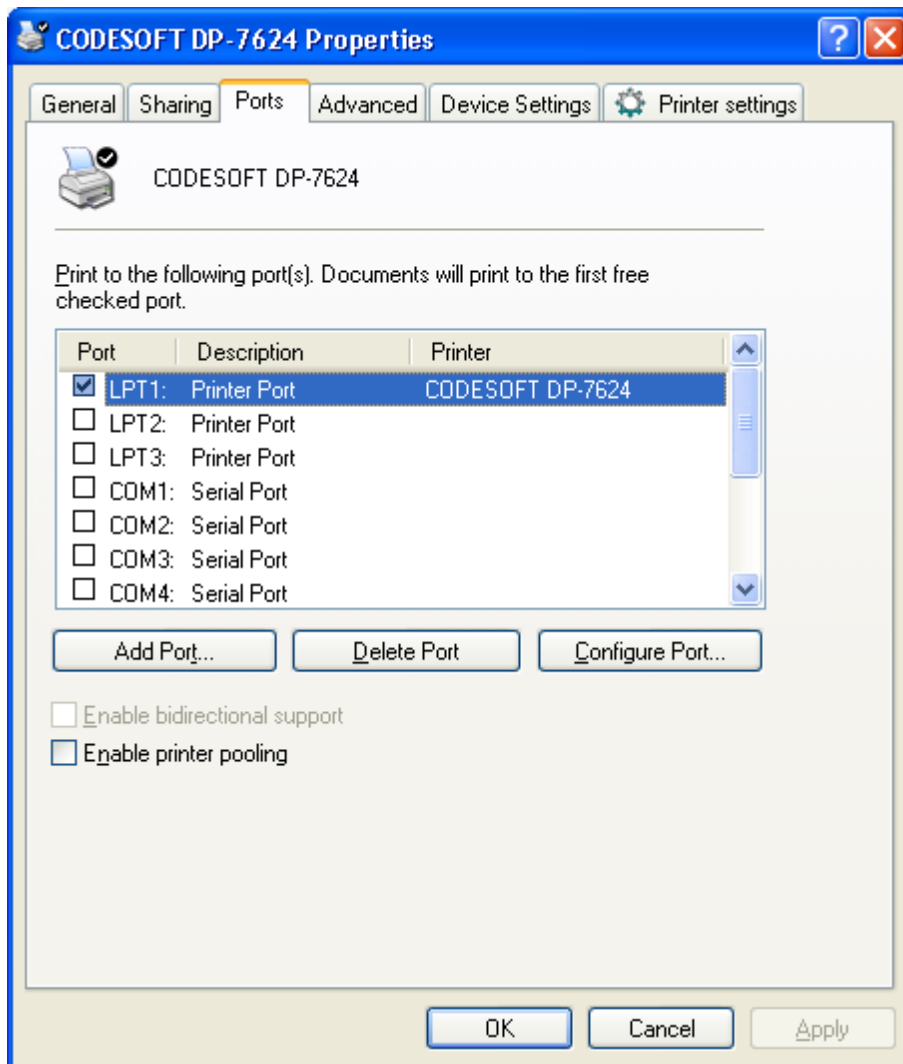 CODESOFT DP-7624 Properties
General Sharing Ports Advanced Device Settings Printer settings
CODESOFT DP-7624
Print to the following port(s). Documents will print to the first free
checked port.
Port Description Printer
LPT1: Printer Port CODESOFT DP-7624
LPT2: Printer Port
LPT3: Printer Port
COM1: Serial Port
COM2: Serial Port
COM3: Serial Port
COM4: Serial Port
Add Port... Delete Port Configure Port...
Enable bidirectional support
Enable printer pooling
OK Cancel Apply